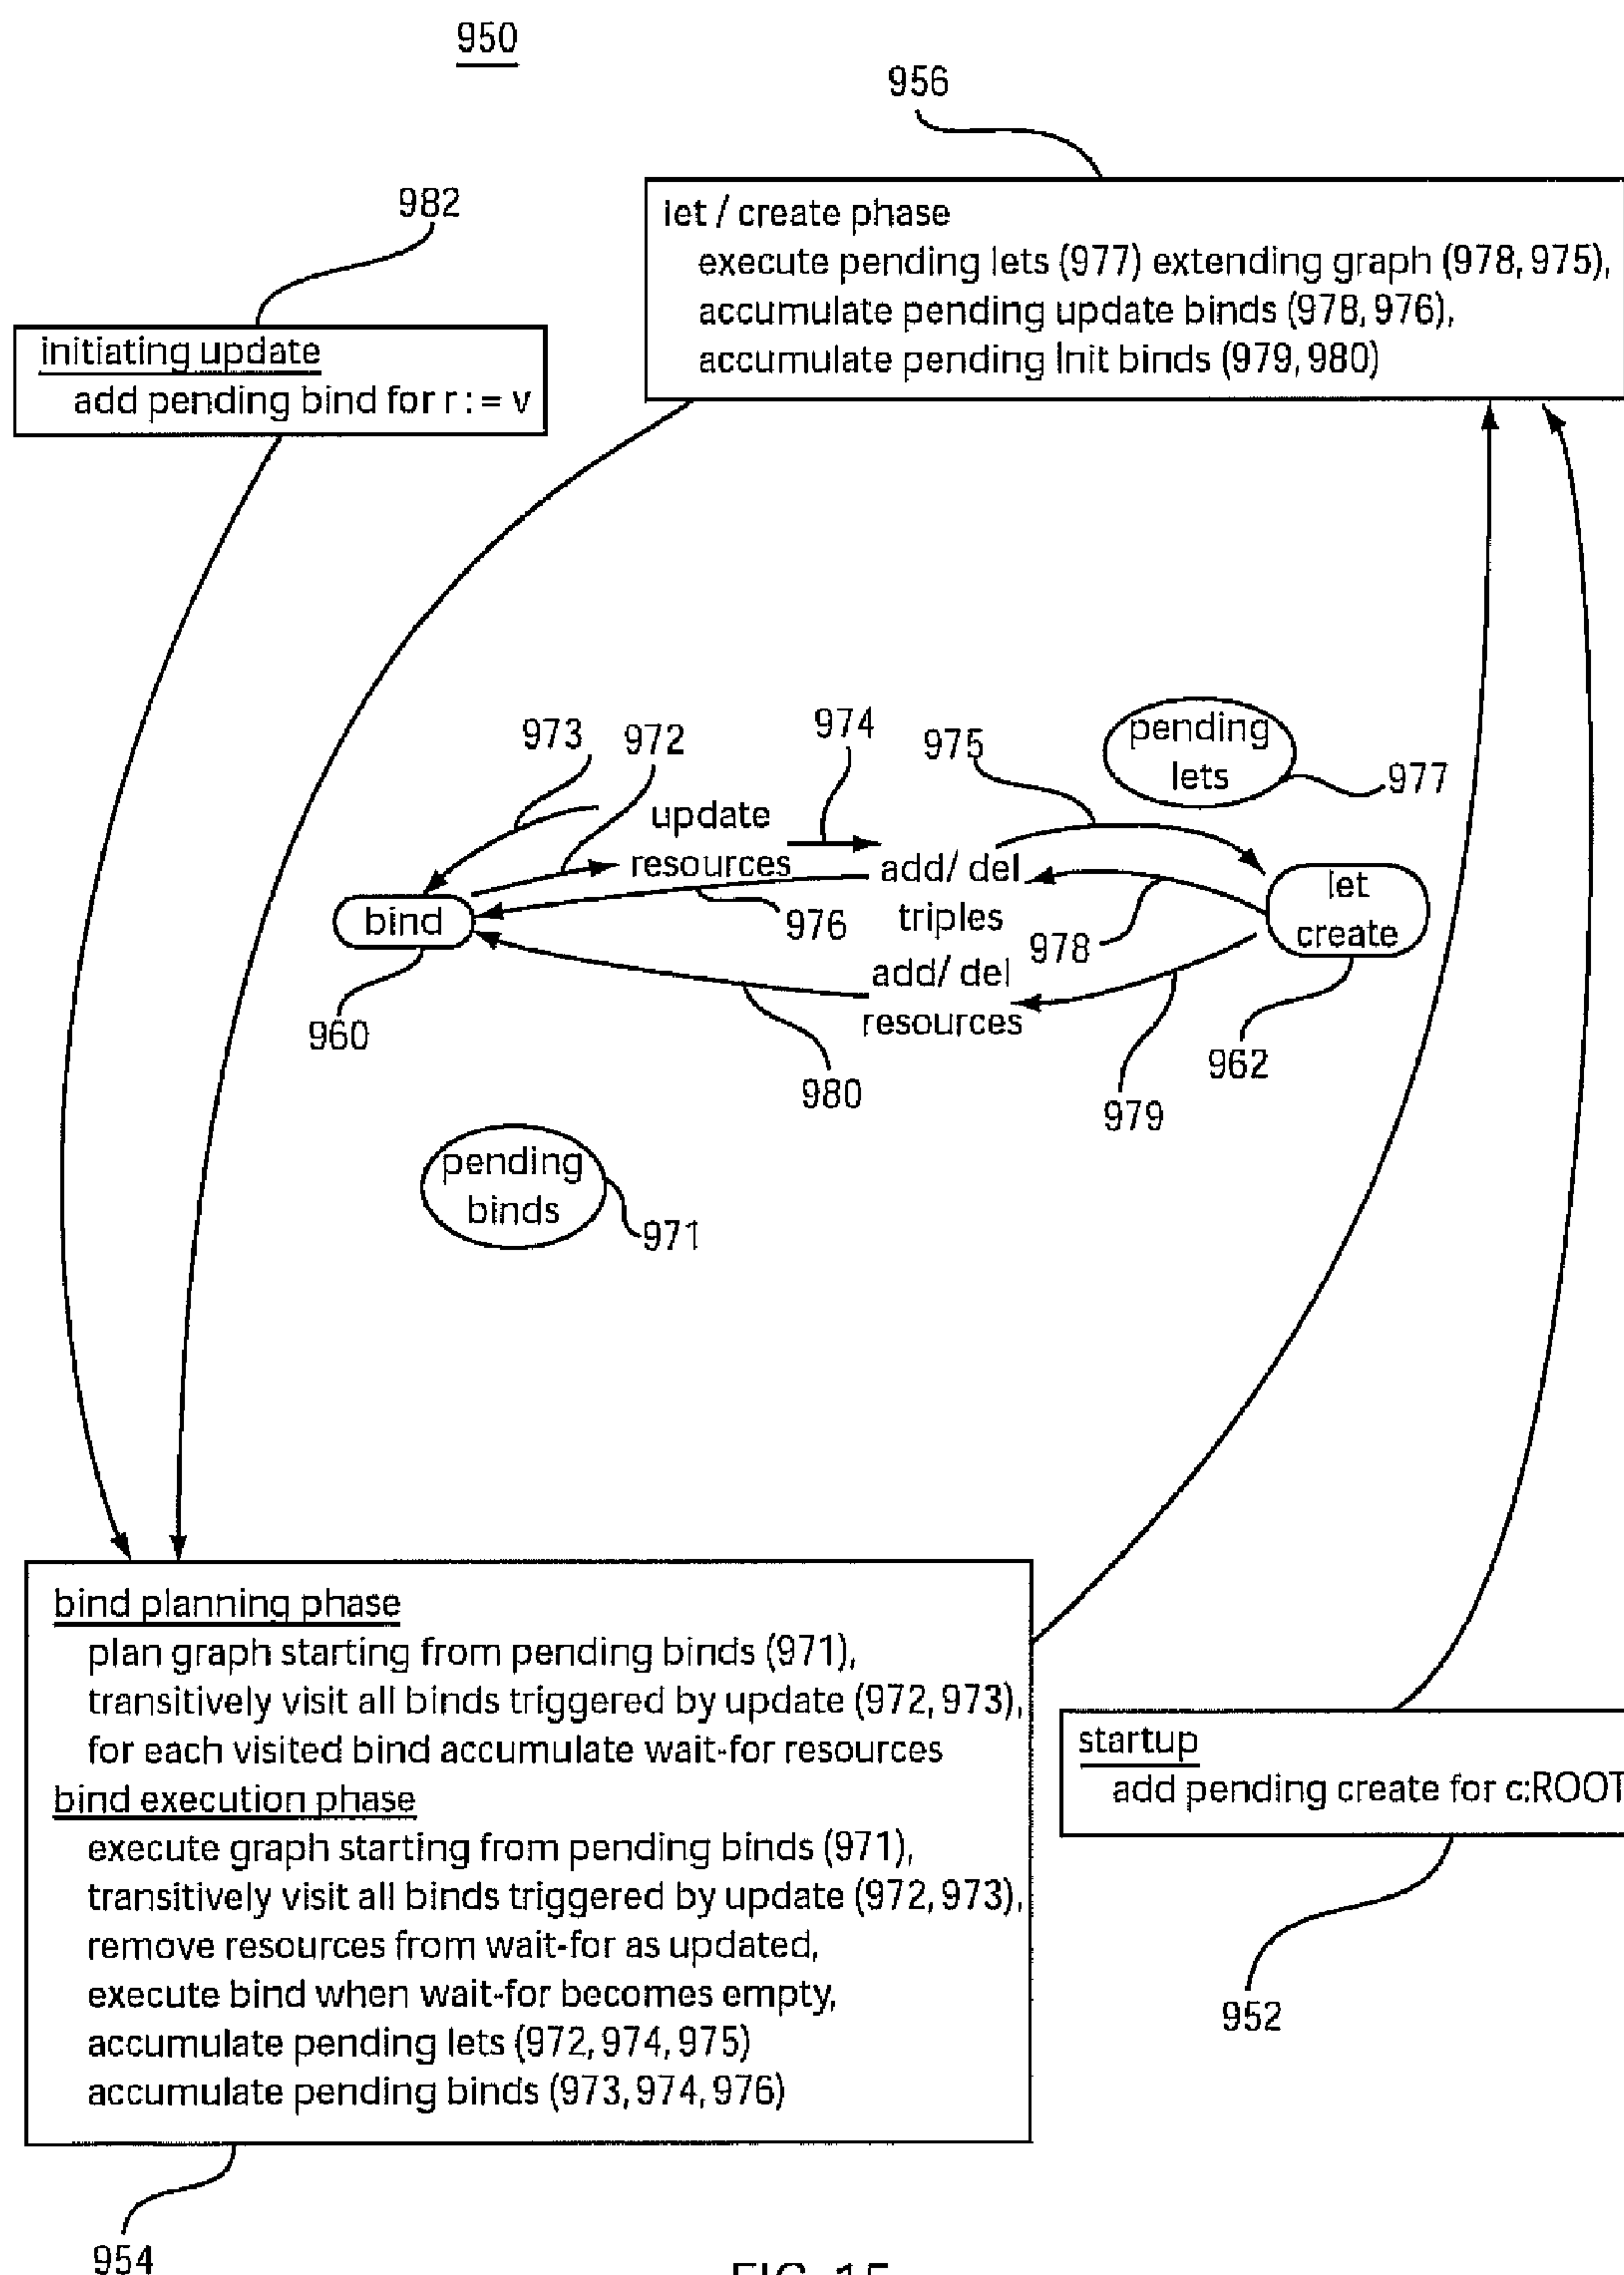 950
956
982
let / create phase
execute pending lets (977) extending graph (978, 975),
accumulate pending update binds (978, 976),
accumulate pending Init binds (979, 980)
initiating update
add pending bind for r : = v
973
972
974
975
pending
lets
977
update
resources
add/ del
triples
let
create
bind
976
978
add/ del
resources
960
980
979
962
pending
binds
971
bind planning phase
plan graph starting from pending binds (971),
transitively visit all binds triggered by update (972, 973),
for each visited bind accumulate wait-for resources
bind execution phase
execute graph starting from pending binds (971),
transitively visit all binds triggered by update (972, 973),
remove resources from wait-for as updated,
execute bind when wait-for becomes empty,
accumulate pending lets (972, 974, 975)
accumulate pending binds (973, 974, 976)
startup
add pending create for c:ROOT
952
954
FIG. 15